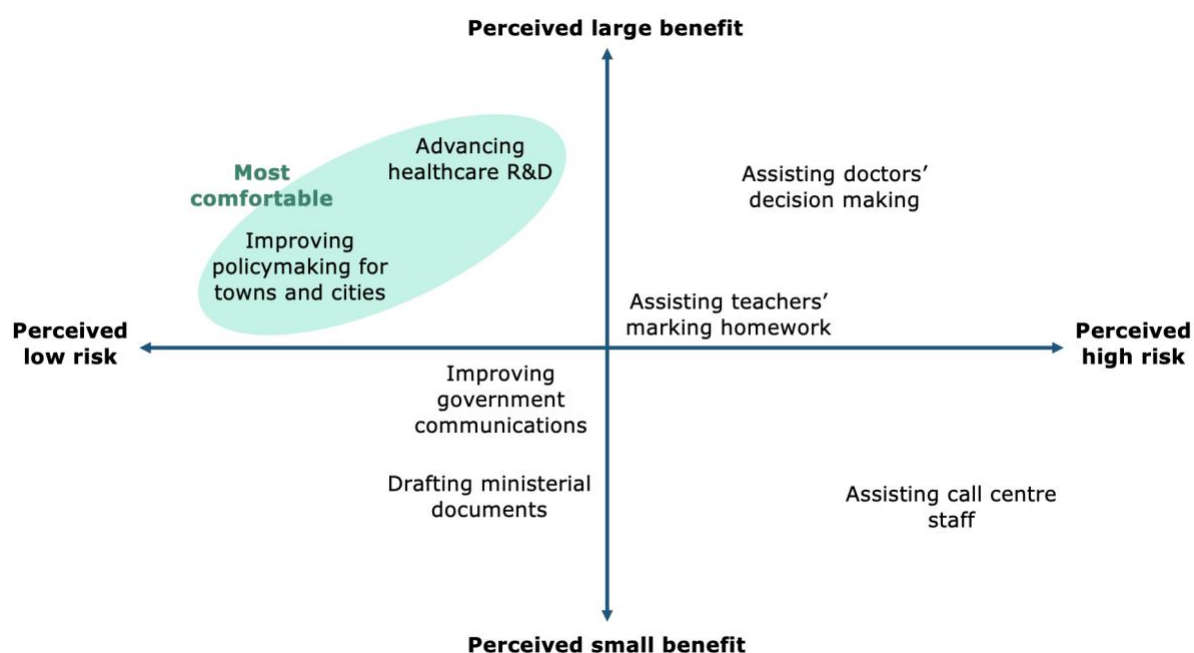 Perceived large benefit
Advancing
healthcare R&D
Most
comfortable
Assisting doctors’
decision making
Improving
policymaking for
towns and cities
Assisting teachers’
marking homework
Perceived
low risk
Perceived
high risk
Improving
government
communications
Drafting ministerial
documents
Assisting call centre
staff
Perceived small benefit